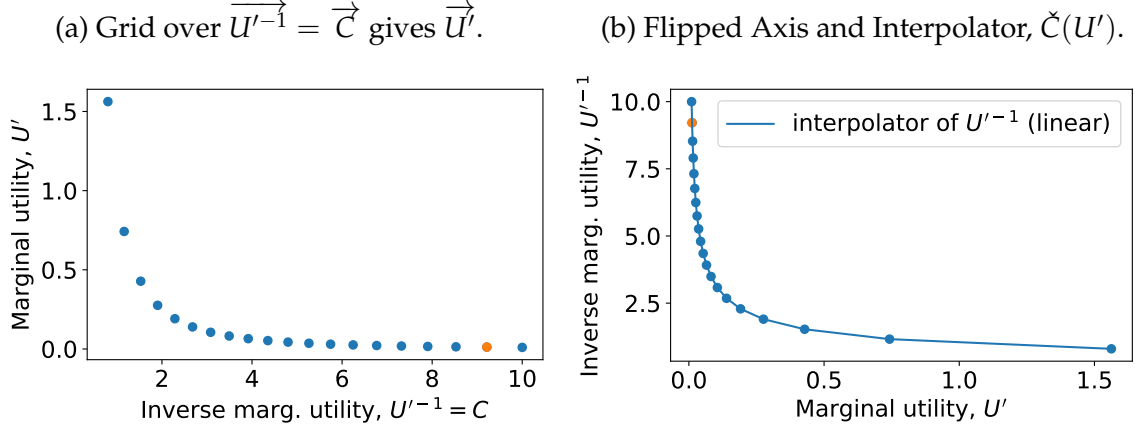 (a) Grid over $\overrightarrow{U'^{-1}} = \overrightarrow{C}$ gives $\overrightarrow{U'}$.
Marginal utility, U′
1.5
1.0
0.5
0.0
2 4 6 8 10
Inverse marg. utility, U′⁻¹ = C
(b) Flipped Axis and Interpolator, Č(U′).
Inverse marg. utility, U′⁻¹
10.0
7.5
5.0
2.5
interpolator of U′⁻¹ (linear)
0.0 0.5 1.0 1.5
Marginal utility, U′